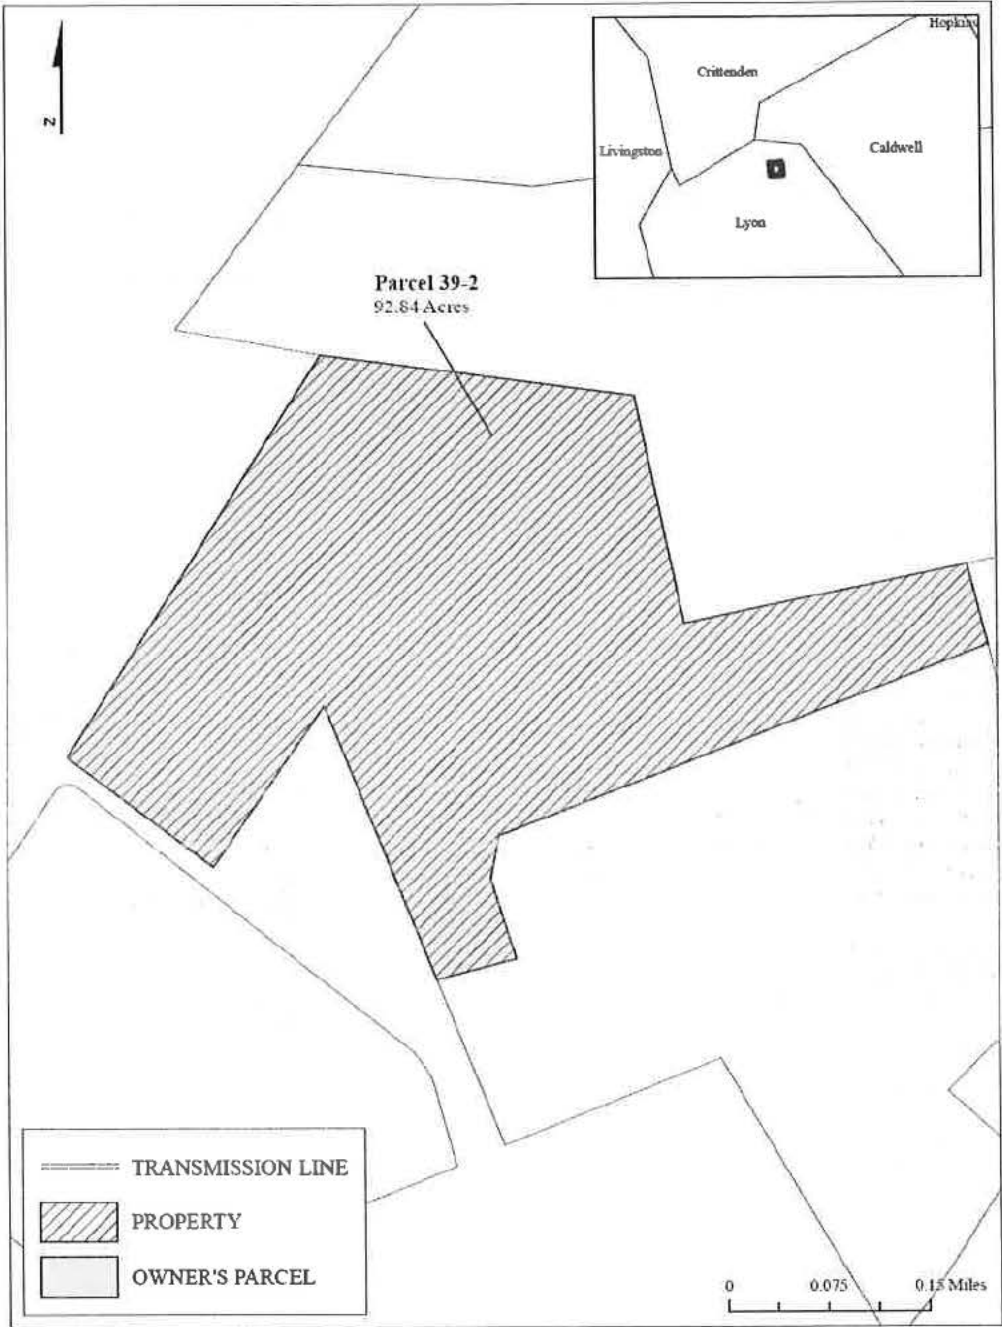 N
Hopkins
Crittenden
Livingston
Caldwell
Lyon
Parcel 39-2
92.84 Acres
TRANSMISSION LINE
PROPERTY
OWNER'S PARCEL
0 0.075 0.15 Miles